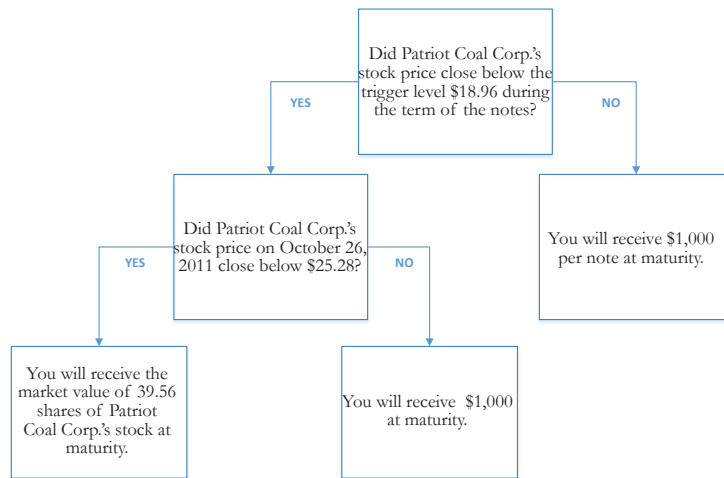 Did Patriot Coal Corp.'s
stock price close below the
trigger level $18.96 during
the term of the notes?
YES
NO
Did Patriot Coal Corp.'s
stock price on October 26,
2011 close below $25.28?
You will receive $1,000
per note at maturity.
YES
NO
You will receive the
market value of 39.56
shares of Patriot
Coal Corp.'s stock at
maturity.
You will receive $1,000
at maturity.